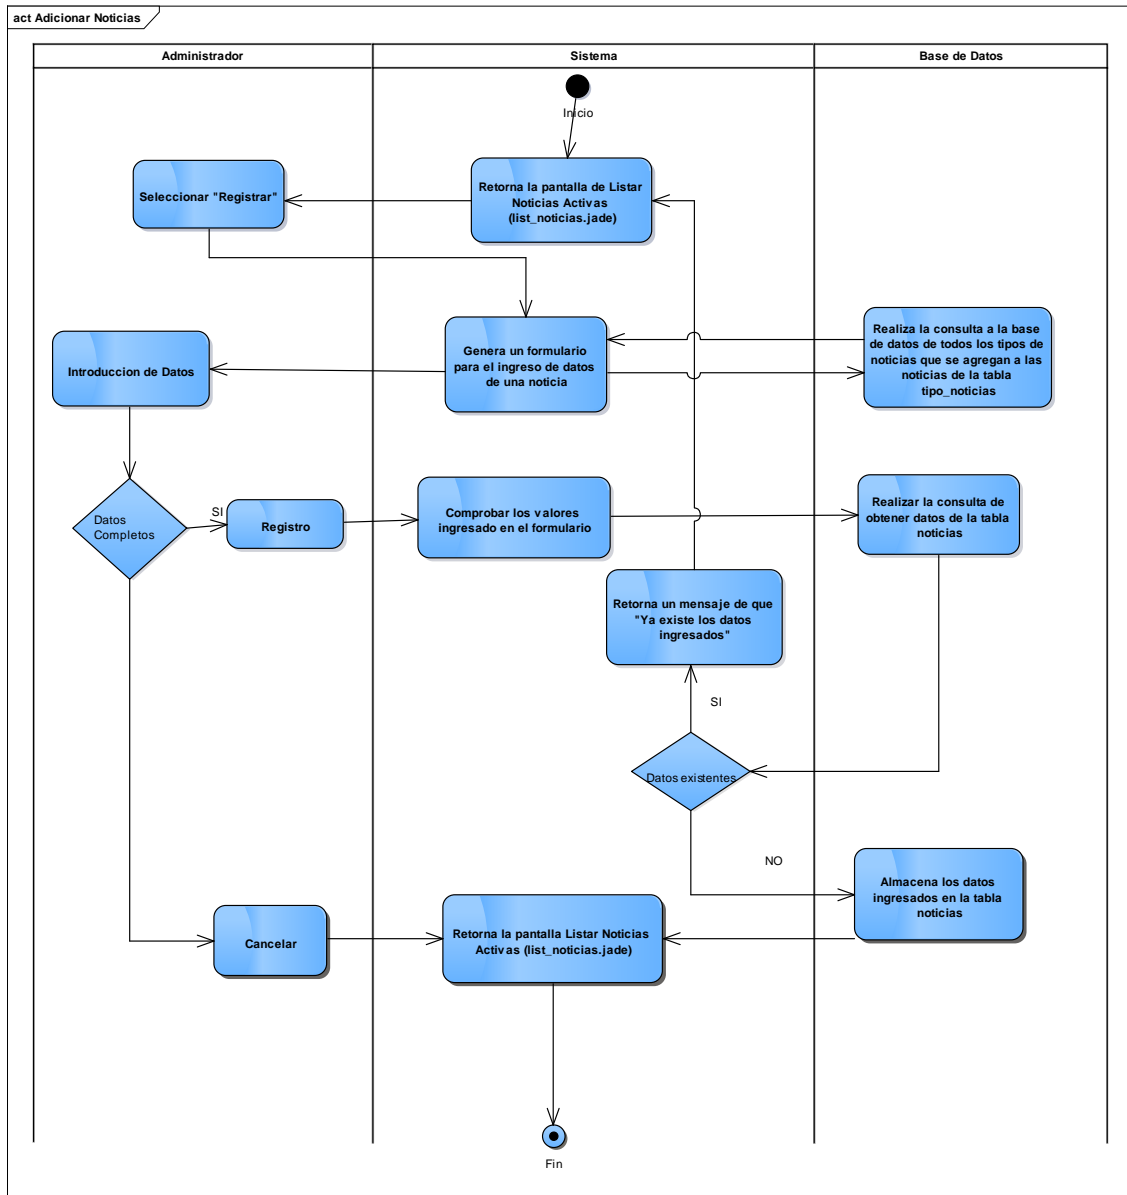 act Adicionar Noticias
Administrador
Sistema
Base de Datos
Inicio
Seleccionar "Registrar"
Retorna la pantalla de Listar
Noticias Activas
(list_noticias.jade)
Introduccion de Datos
Genera un formulario
para el ingreso de datos
de una noticia
Realiza la consulta a la base
de datos de todos los tipos de
noticias que se agregan a las
noticias de la tabla
tipo_noticias
Datos
Completos
SI
Registro
Comprobar los valores
ingresado en el formulario
Realizar la consulta de
obtener datos de la tabla
noticias
Retorna un mensaje de que
"Ya existe los datos
ingresados"
SI
Datos existentes
NO
Almacena los datos
ingresados en la tabla
noticias
Cancelar
Retorna la pantalla Listar Noticias
Activas (list_noticias.jade)
Fin